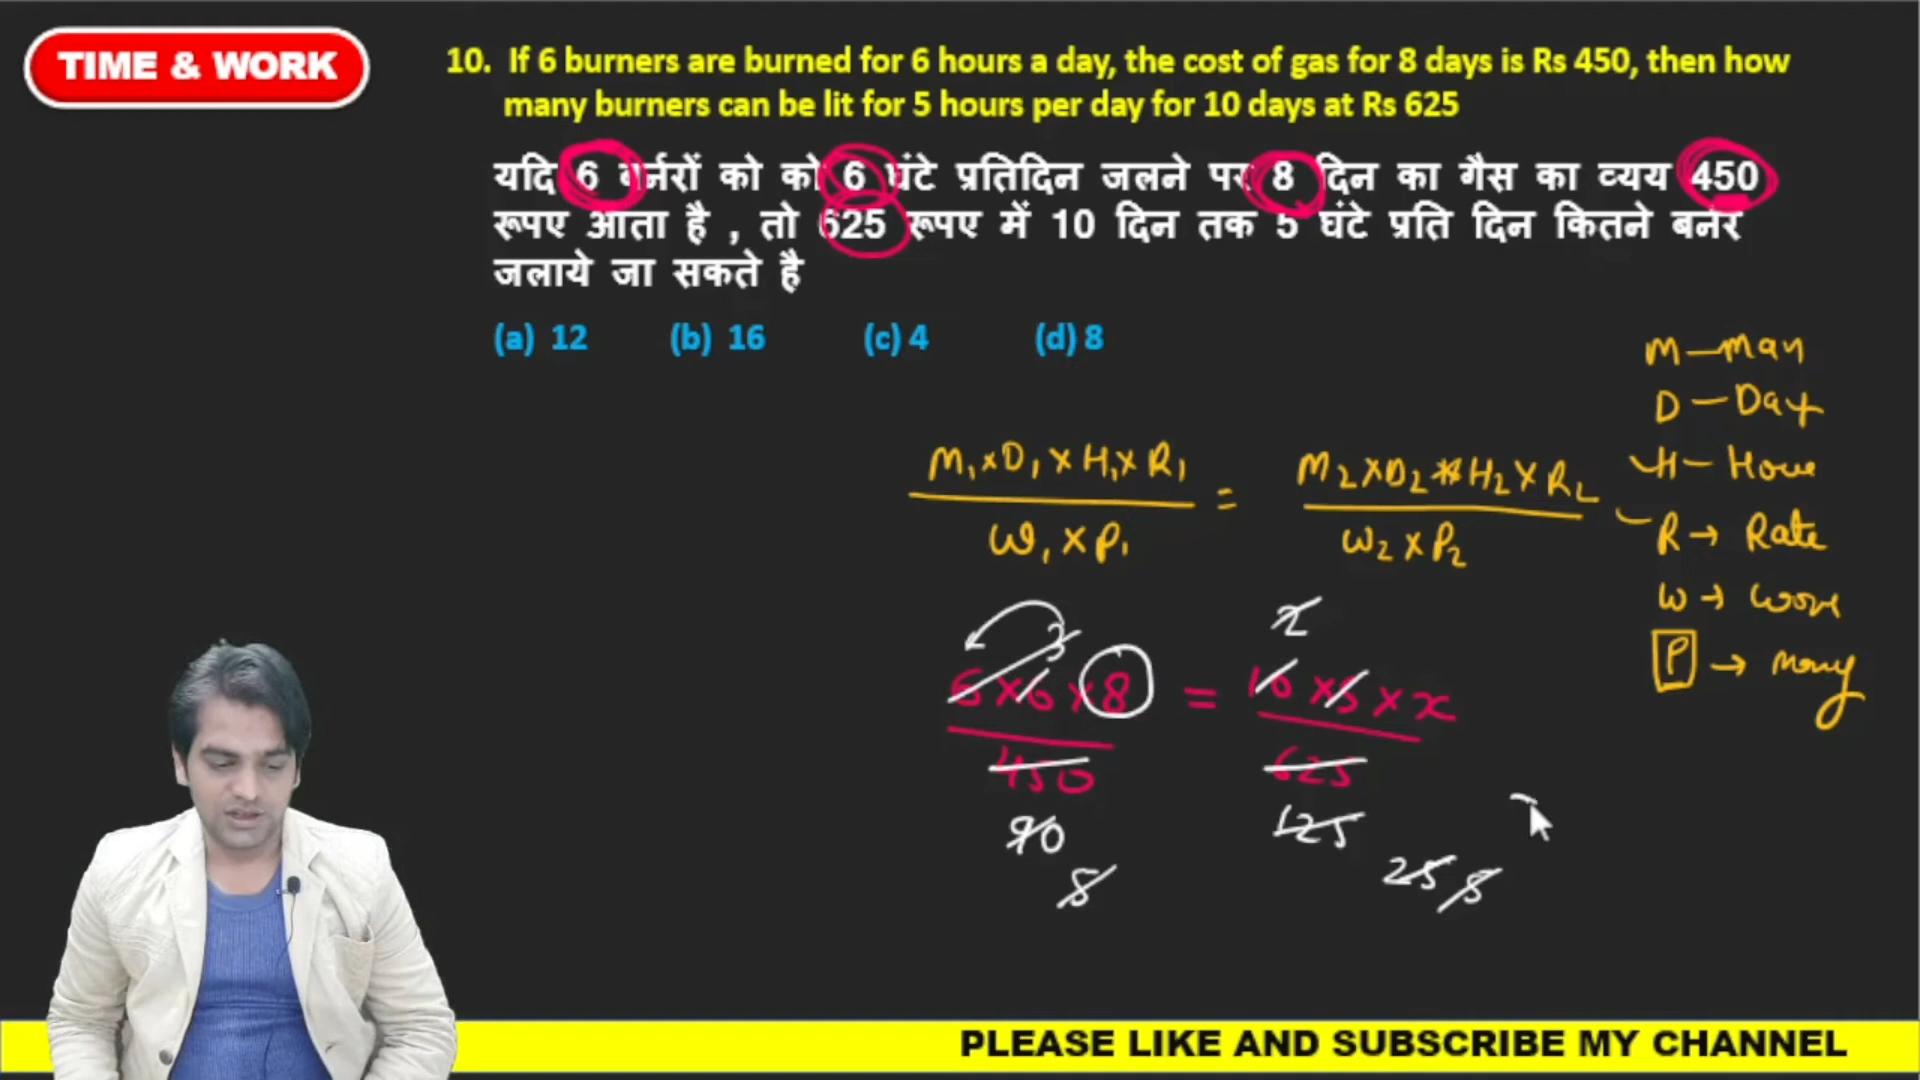 TIME & WORK
10. If 6 burners are burned for 6 hours a day, the cost of gas for 8 days is Rs 450, then how
many burners can be lit for 5 hours per day for 10 days at Rs 625
यदि 6 बर्नरों को को 6 घंटे प्रतिदिन जलने पर 8 दिन का गैस का व्यय 450
रूपए आता है , तो 625 रूपए में 10 दिन तक 5 घंटे प्रति दिन कितने बर्नर
जलाये जा सकते है
(a) 12 (b) 16 (c) 4 (d) 8
M — Man
D — Day
H — Hour
R → Rate
W → Work
P → Money
M₁ × D₁ × H₁ × R₁ = M₂ × D₂ × H₂ × R₂
W₁ × P₁ W₂ × P₂
3 2
6 × 6 × 8 = 10 × 5 × x
450 625
90 125
25 5
PLEASE LIKE AND SUBSCRIBE MY CHANNEL